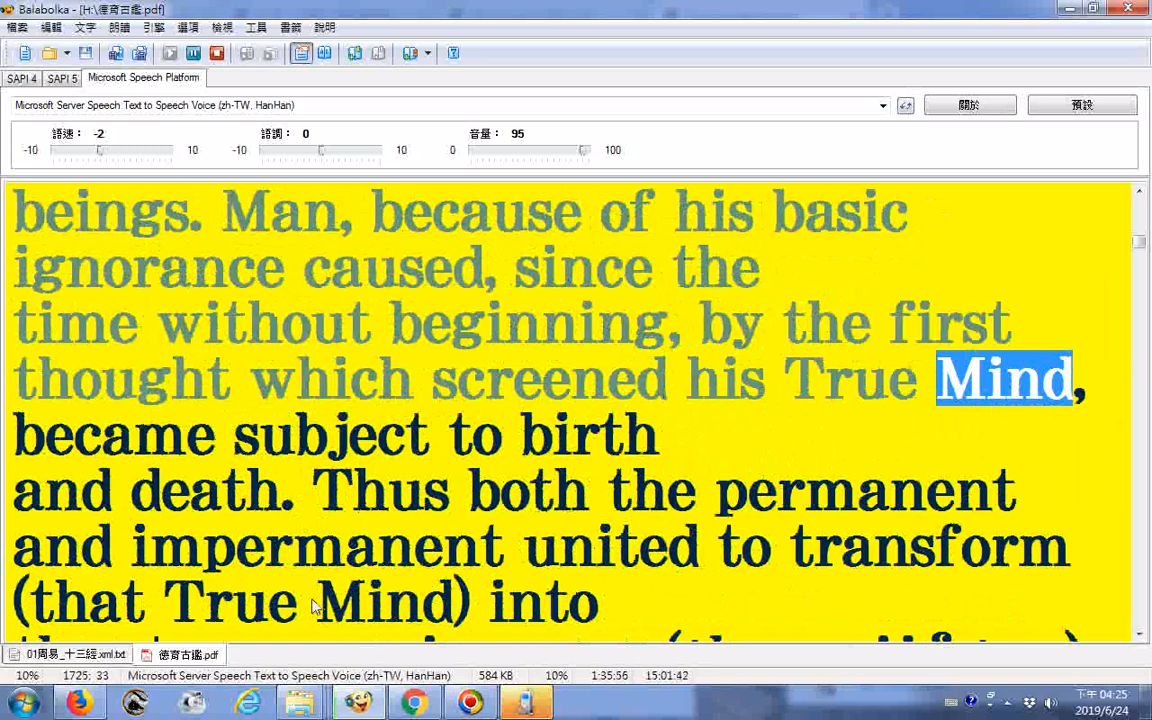 Balabolka - [H:\德育古鑑.pdf]
檔案 編輯 文字 朗讀 引擎 選項 檢視 工具 書籤 說明
SAPI 4 SAPI 5 Microsoft Speech Platform
Microsoft Server Speech Text to Speech Voice (zh-TW, HanHan) 關於 預設
語速： -2 語調： 0 音量： 95
-10 10 -10 10 0 100
beings. Man, because of his basic
ignorance caused, since the
time without beginning, by the first
thought which screened his True Mind,
became subject to birth
and death. Thus both the permanent
and impermanent united to transform
(that True Mind) into
01周易_十三經.xml.txt 德育古鑑.pdf
10% 1725: 33 Microsoft Server Speech Text to Speech Voice (zh-TW, HanHan) 584 KB 10% 1:35:56 15:01:42
下午 04:25
2019/6/24